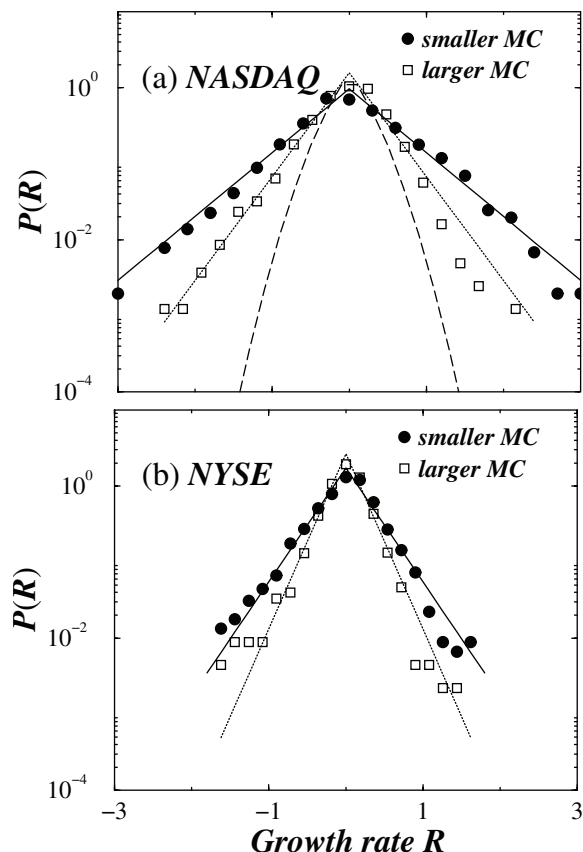 smaller MC
larger MC
(a) NASDAQ
10^0
10^-2
10^-4
P(R)
smaller MC
larger MC
(b) NYSE
10^0
10^-2
10^-4
P(R)
−3 −1 1 3
Growth rate R